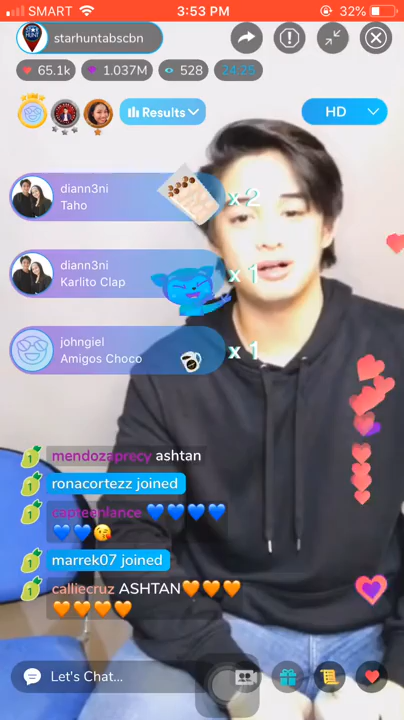 SMART
3:53 PM
32%
starhuntabscbn
65.1k
1.037M
528
24.25
Results
HD
diann3ni
Taho
x 2
diann3ni
Karlito Clap
x 1
johngiel
Amigos Choco
x 1
1 mendozaprecy ashtan
1 ronacortezz joined
1 capteenlance 💙💙💙💙
💙💙😘
1 marrek07 joined
1 calliecruz ASHTAN🧡🧡🧡
🧡🧡🧡🧡
Let's Chat...